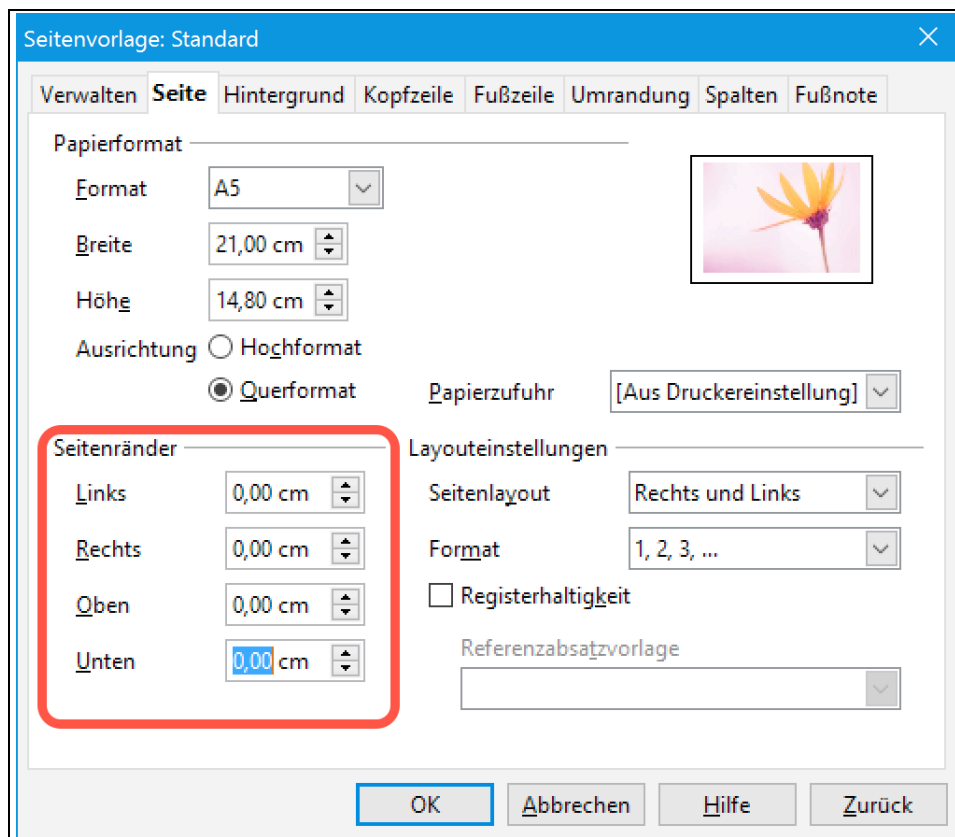 Seitenvorlage: Standard
Verwalten Seite Hintergrund Kopfzeile Fußzeile Umrandung Spalten Fußnote
Papierformat
Format A5
Breite 21,00 cm
Höhe 14,80 cm
Ausrichtung Hochformat
Querformat
Papierzufuhr [Aus Druckereinstellung]
Seitenränder
Links 0,00 cm
Rechts 0,00 cm
Oben 0,00 cm
Unten 0,00 cm
Layouteinstellungen
Seitenlayout Rechts und Links
Format 1, 2, 3, ...
Registerhaltigkeit
Referenzabsatzvorlage
OK Abbrechen Hilfe Zurück